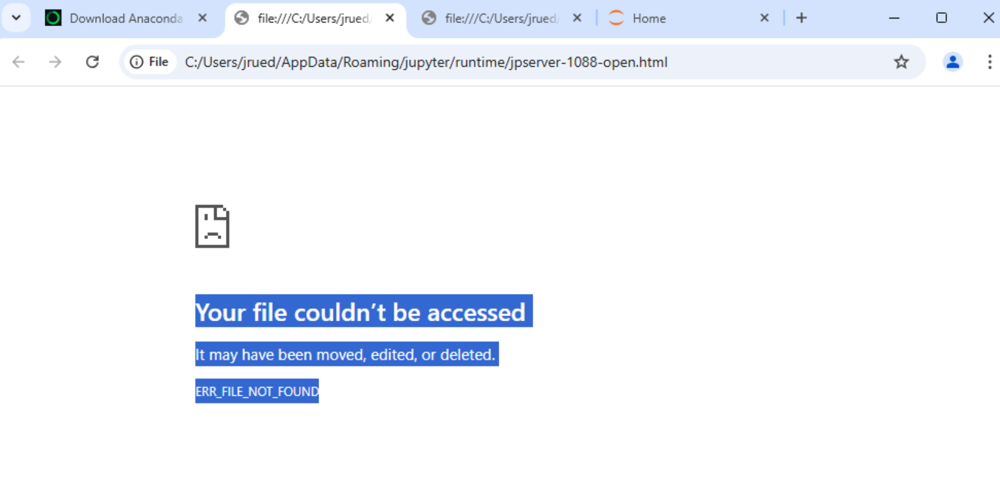 Download Anaconda
file:///C:/Users/jrued/
file:///C:/Users/jrued/
Home
File
C:/Users/jrued/AppData/Roaming/jupyter/runtime/jpserver-1088-open.html
Your file couldn’t be accessed
It may have been moved, edited, or deleted.
ERR_FILE_NOT_FOUND